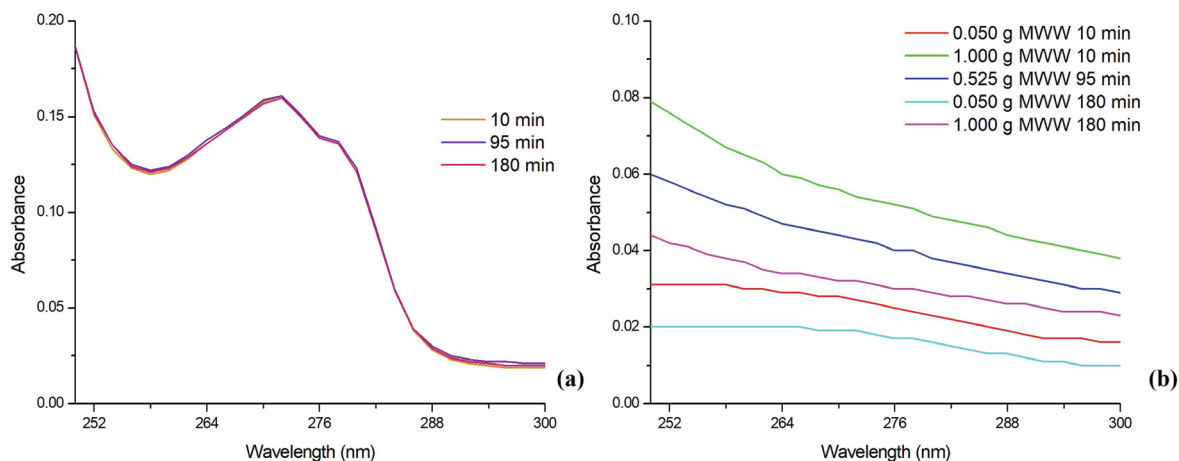 0.20
0.15
0.10
0.05
0.00
Absorbance
252
264
276
288
300
Wavelength (nm)
10 min
95 min
180 min
(a)
0.10
0.08
0.06
0.04
0.02
0.00
Absorbance
252
264
276
288
300
Wavelength (nm)
0.050 g MWW 10 min
1.000 g MWW 10 min
0.525 g MWW 95 min
0.050 g MWW 180 min
1.000 g MWW 180 min
(b)